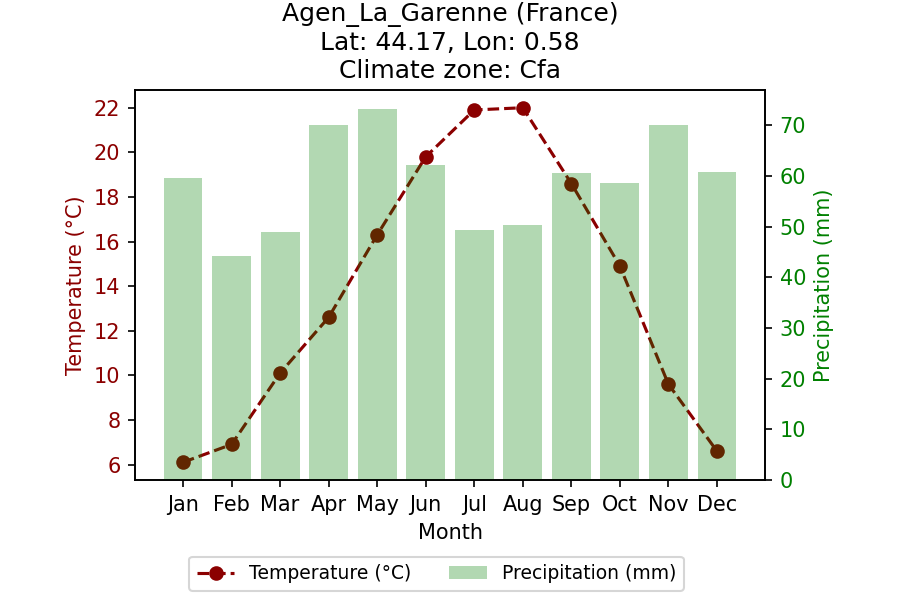 Agen_La_Garenne (France)
Lat: 44.17, Lon: 0.58
Climate zone: Cfa
22
20
18
16
14
12
10
8
6
Temperature (°C)
70
60
50
40
30
20
10
0
Precipitation (mm)
Jan Feb Mar Apr May Jun Jul Aug Sep Oct Nov Dec
Month
Temperature (°C) Precipitation (mm)